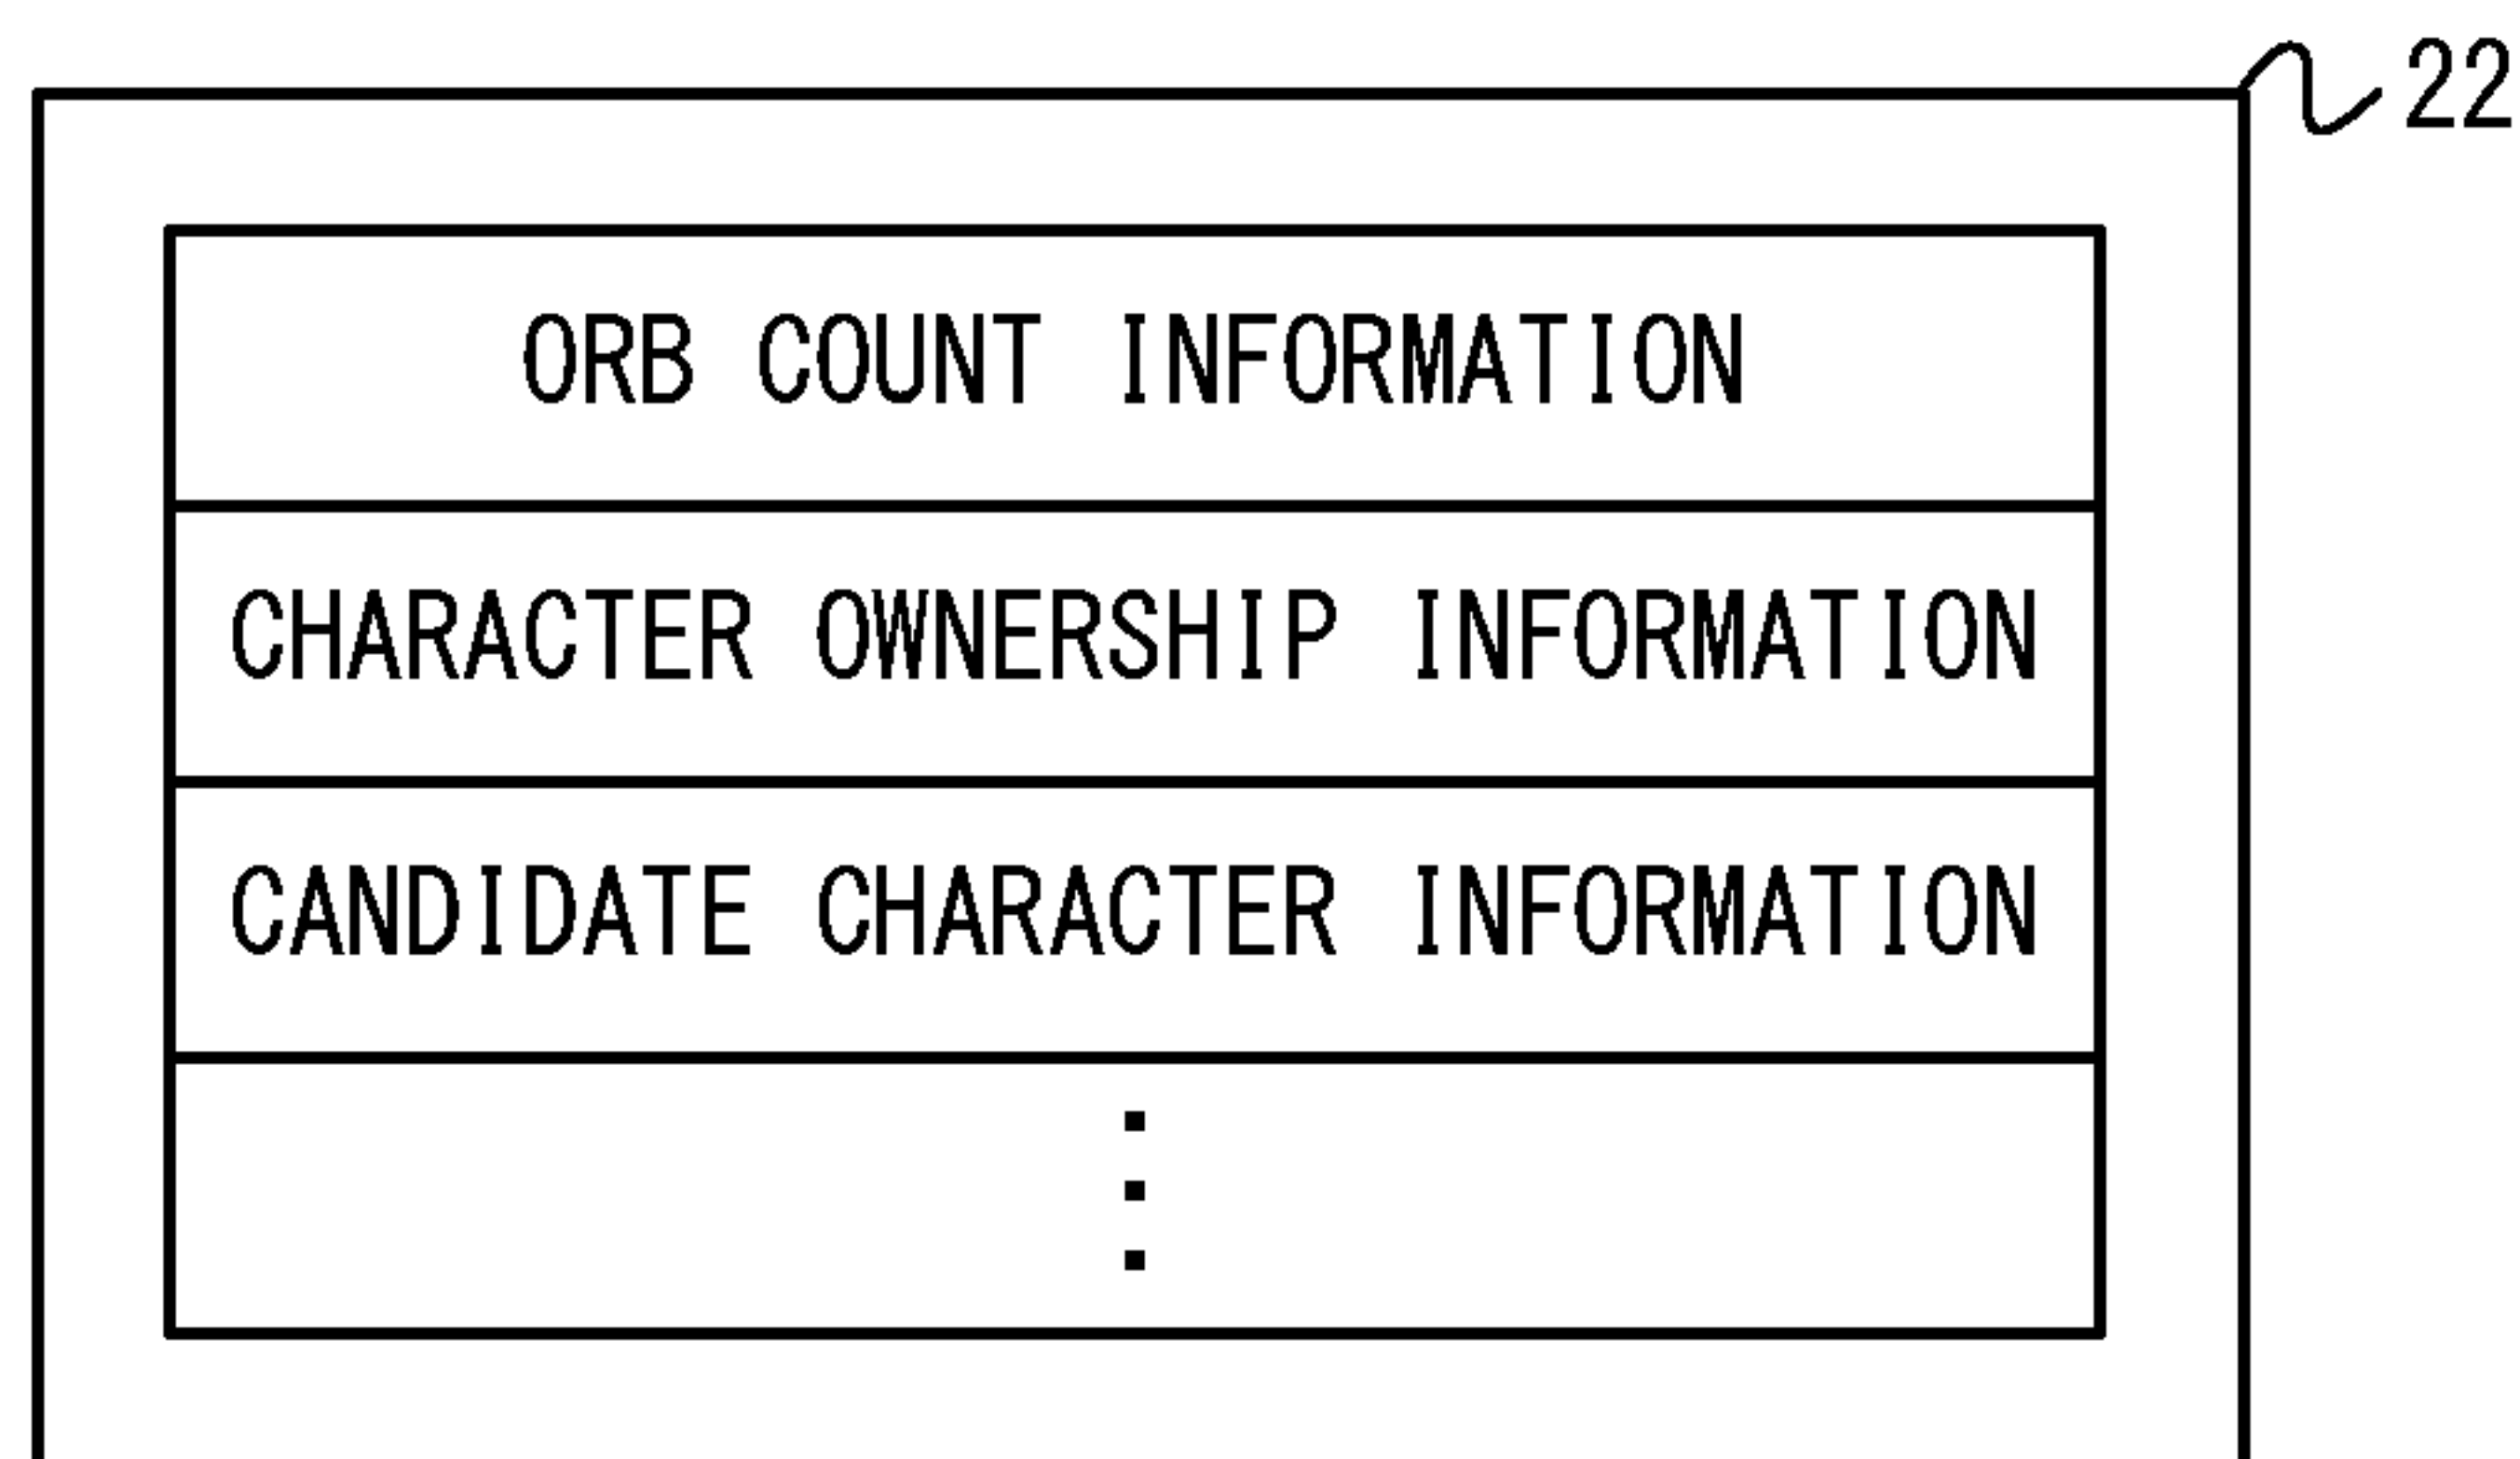 22
ORB COUNT INFORMATION
CHARACTER OWNERSHIP INFORMATION
CANDIDATE CHARACTER INFORMATION